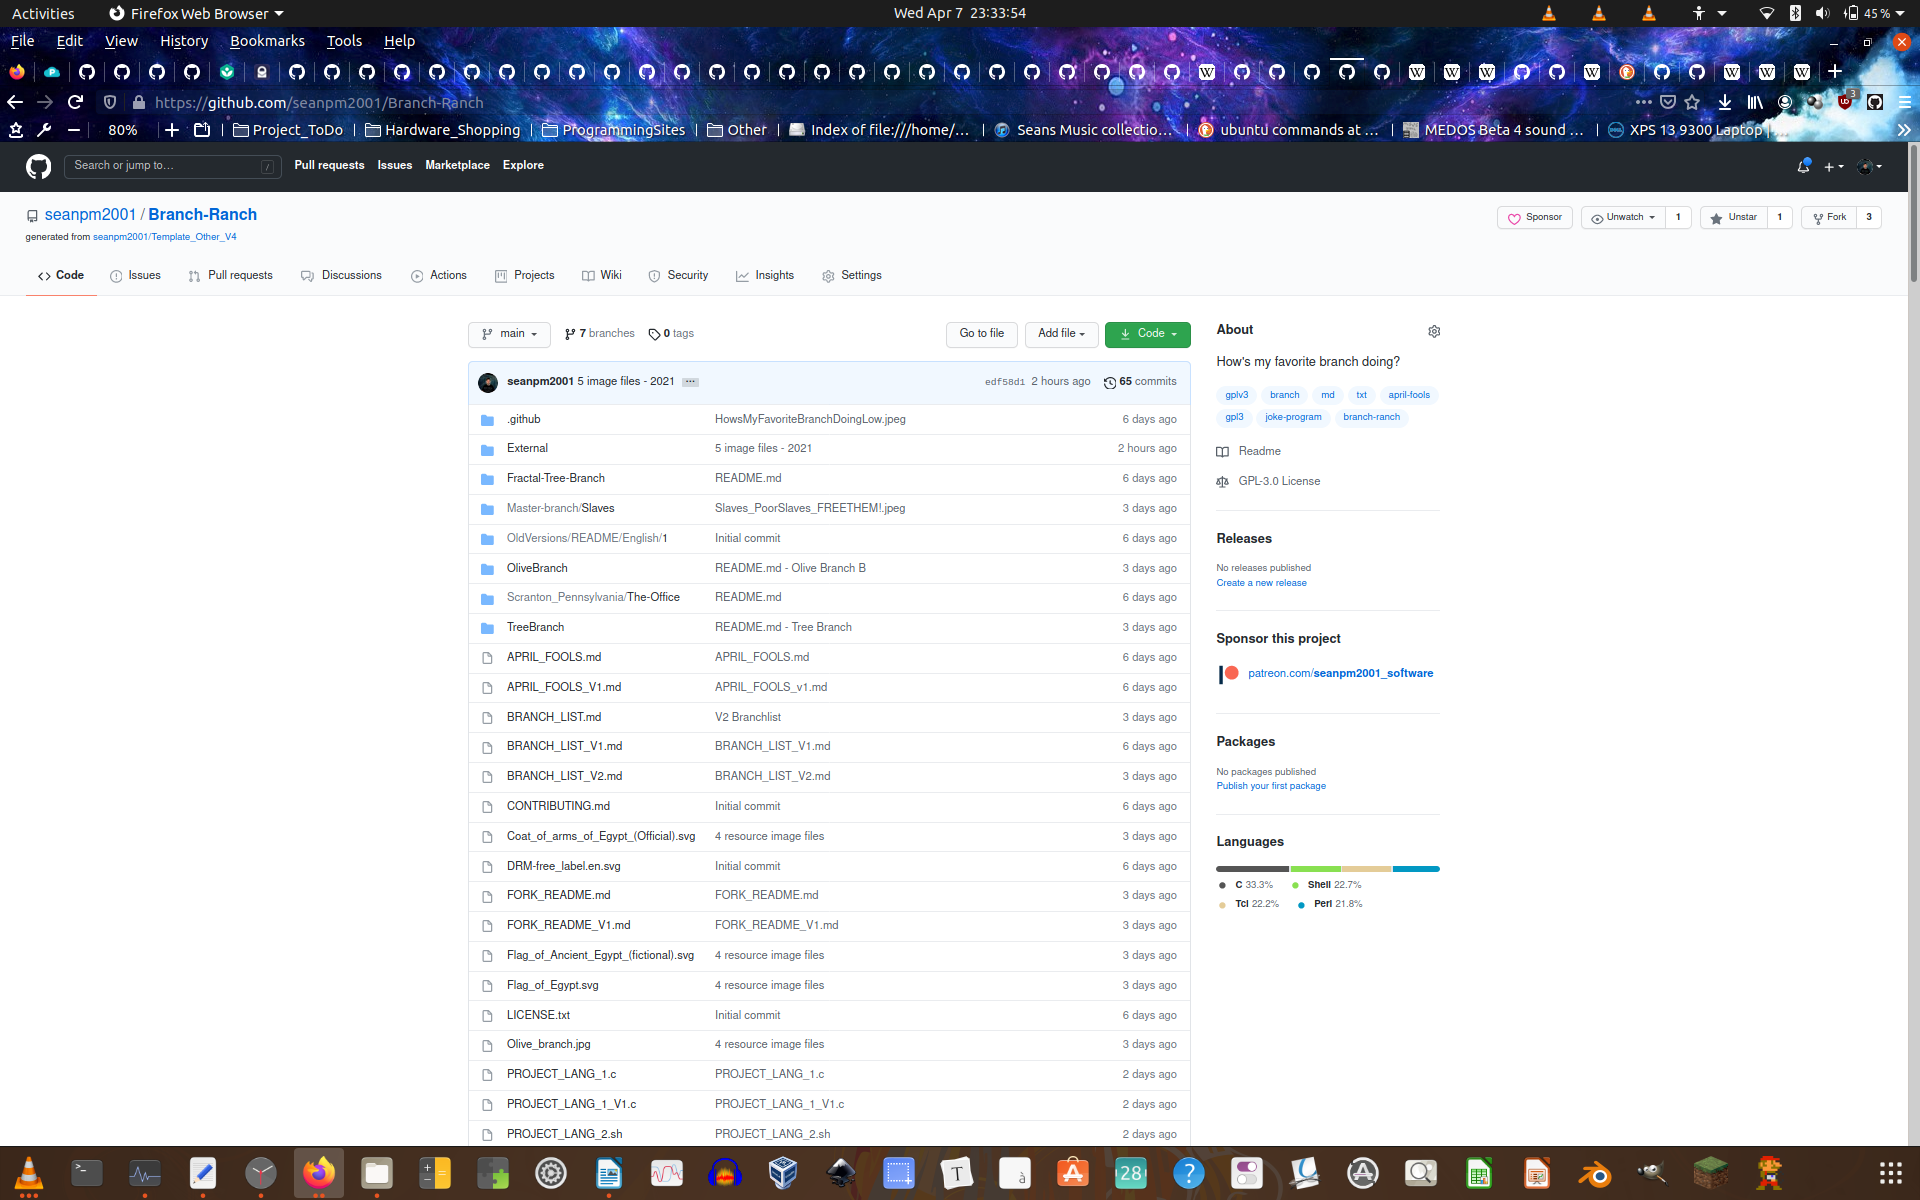 Activities Firefox Web Browser Wed Apr 7 23:33:54 45 %
File Edit View History Bookmarks Tools Help
https://github.com/seanpm2001/Branch-Ranch 3
80% Project_ToDo Hardware_Shopping ProgrammingSites Other Index of file:///home/… Seans Music collectio… ubuntu commands at … MEDOS Beta 4 sound … XPS 13 9300 Laptop | …
Search or jump to… / Pull requests Issues Marketplace Explore
seanpm2001 / Branch-Ranch Sponsor Unwatch 1 Unstar 1 Fork 3
generated from seanpm2001/Template_Other_V4
Code Issues Pull requests Discussions Actions Projects Wiki Security Insights Settings
main 7 branches 0 tags Go to file Add file Code
seanpm2001 5 image files - 2021 … edf58d1 2 hours ago 65 commits
.github HowsMyFavoriteBranchDoingLow.jpeg 6 days ago
External 5 image files - 2021 2 hours ago
Fractal-Tree-Branch README.md 6 days ago
Master-branch/Slaves Slaves_PoorSlaves_FREETHEM!.jpeg 3 days ago
OldVersions/README/English/1 Initial commit 6 days ago
OliveBranch README.md - Olive Branch B 3 days ago
Scranton_Pennsylvania/The-Office README.md 6 days ago
TreeBranch README.md - Tree Branch 3 days ago
APRIL_FOOLS.md APRIL_FOOLS.md 6 days ago
APRIL_FOOLS_V1.md APRIL_FOOLS_v1.md 6 days ago
BRANCH_LIST.md V2 Branchlist 3 days ago
BRANCH_LIST_V1.md BRANCH_LIST_V1.md 6 days ago
BRANCH_LIST_V2.md BRANCH_LIST_V2.md 3 days ago
CONTRIBUTING.md Initial commit 6 days ago
Coat_of_arms_of_Egypt_(Official).svg 4 resource image files 3 days ago
DRM-free_label.en.svg Initial commit 6 days ago
FORK_README.md FORK_README.md 3 days ago
FORK_README_V1.md FORK_README_V1.md 3 days ago
Flag_of_Ancient_Egypt_(fictional).svg 4 resource image files 3 days ago
Flag_of_Egypt.svg 4 resource image files 3 days ago
LICENSE.txt Initial commit 6 days ago
Olive_branch.jpg 4 resource image files 3 days ago
PROJECT_LANG_1.c PROJECT_LANG_1.c 2 days ago
PROJECT_LANG_1_V1.c PROJECT_LANG_1_V1.c 2 days ago
PROJECT_LANG_2.sh PROJECT_LANG_2.sh 2 days ago
About
How's my favorite branch doing?
gplv3 branch md txt april-fools
gpl3 joke-program branch-ranch
Readme
GPL-3.0 License
Releases
No releases published
Create a new release
Sponsor this project
patreon.com/seanpm2001_software
Packages
No packages published
Publish your first package
Languages
C 33.3% Shell 22.7%
Tcl 22.2% Perl 21.8%